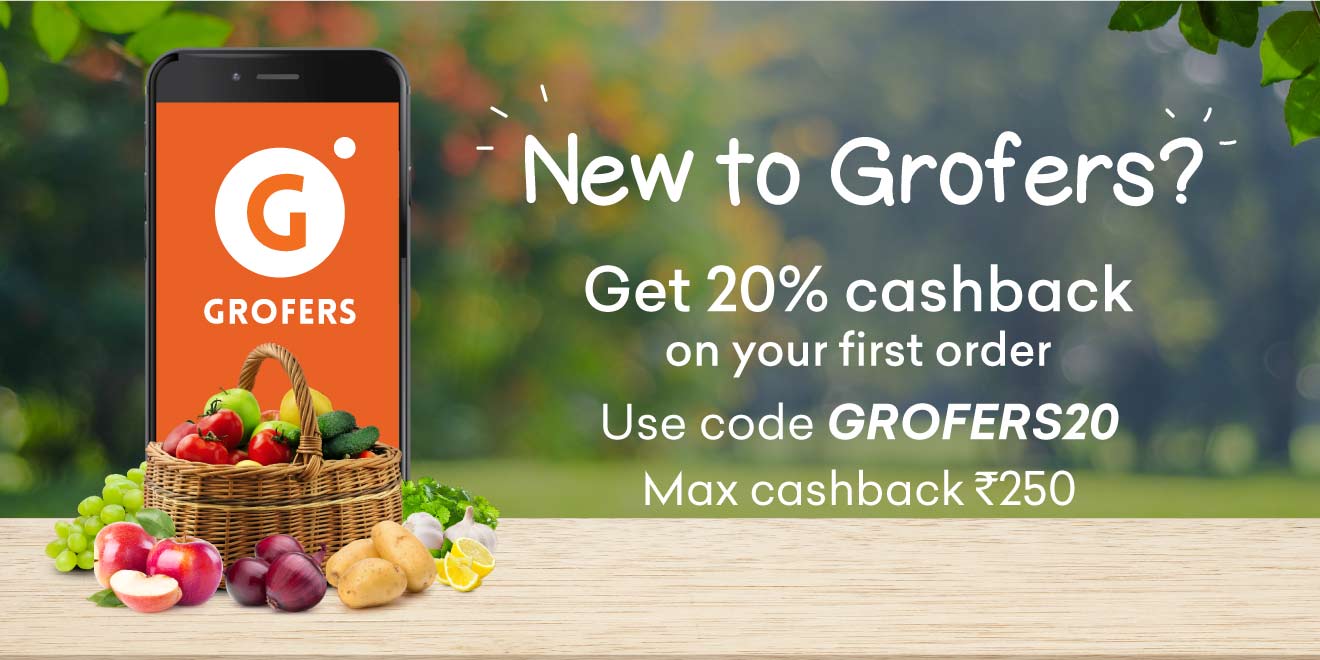 G
GROFERS
New to Grofers?
Get 20% cashback
on your first order
Use code GROFERS20
Max cashback ₹250